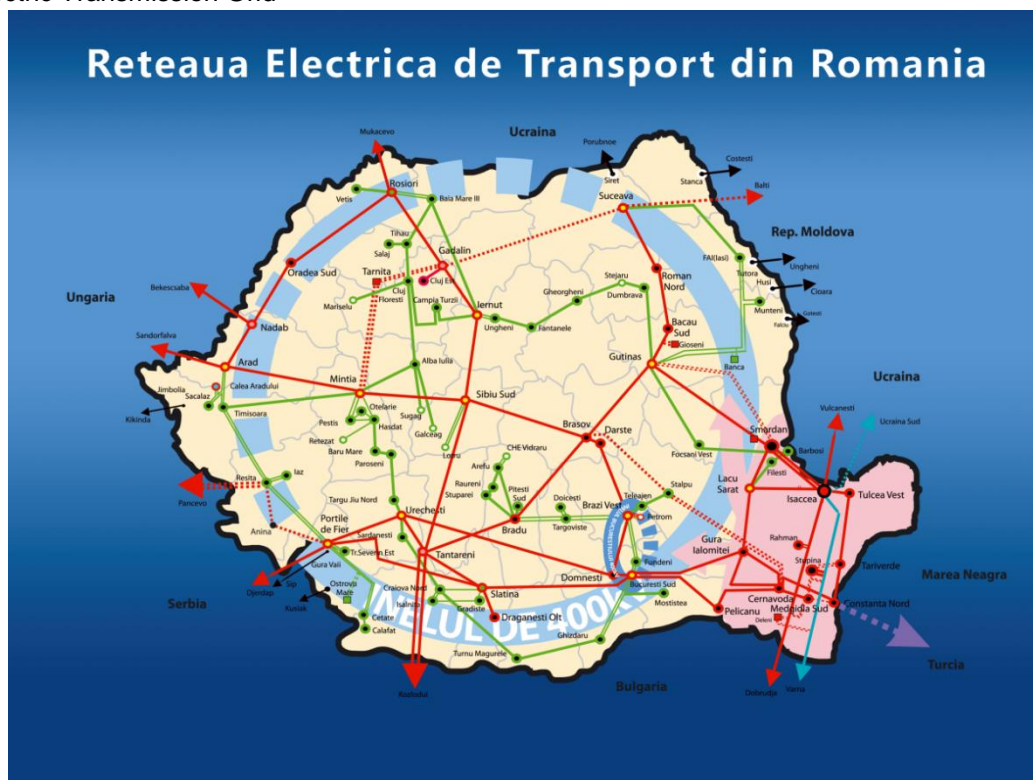 Reteaua Electrica de Transport din Romania
Mukacevo
Ucraina
Porubnoe
Siret
Costesti
Stanca
Balti
Rosiori
Vetis
Baia Mare III
Suceava
Rep. Moldova
Tihau
Salaj
Gadalin
Oradea Sud
Tarnita
Cluj Est
FAI(Iasi)
Tutora
Ungheni
Husi
Cioara
Roman
Nord
Stejaru
Dumbrava
Gheorgheni
Ungaria
Bekescsaba
Mariselu
Cluj
Floresti
Campia Turzii
Iernut
Ungheni
Fantanele
Munteni
Falciu
Gotesti
Nadab
Bacau
Sud
Gioseni
Sandorfalva
Arad
Gutinas
Banca
Alba Iulia
Ucraina
Mintia
Jimbolia
Sacalaz
Calea Aradului
Kikinda
Timisoara
Sibiu Sud
Otelarie
Pestis
Hasdat
Sugag
Galceag
Retezat
Baru Mare
Lotru
Paroseni
Brasov
Darste
Smardan
Vulcanesti
Ucraina Sud
Barbosi
Focsani Vest
Filesti
CHE Vidraru
Arefu
Raureni
Stuparei
Pitesti
Sud
Doicesti
Targoviste
Brazi Vest
Teleajen
Stalpu
Petrom
Lacu
Sarat
Isaccea
Tulcea Vest
Resita
Iaz
Pancevo
Anina
Targu Jiu Nord
Urechesti
Portile
de Fier
Sardanesti
Tr.Severin Est
Gura Vaii
Bradu
Tantareni
Gura
Ialomitei
Rahman
Stupina
Tariverde
Marea Neagra
Fundeni
Domnesti
Bucuresti Sud
Mostistea
Djerdap
Sip
Kusiak
Ostrovu
Mare
Serbia
Craiova Nord
Isalnita
Slatina
Gradiste
Draganesti Olt
Cetate
Calafat
INELUL DE 400K
Ghizdaru
Turnu Magurele
Pelicanu
Cernavoda
Medgidia Sud
Deleni
Constanta Nord
Turcia
Kozlodui
Bulgaria
Dobrudja
Varna